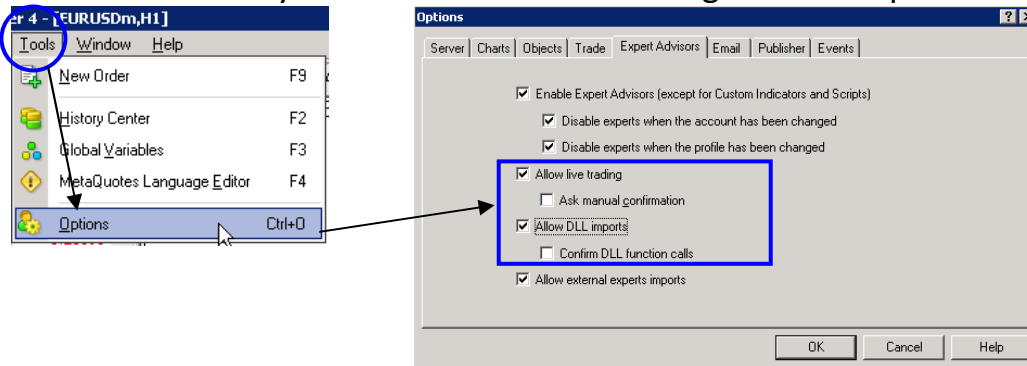 er 4 - [EURUSDm,H1]
Tools Window Help
New Order F9
History Center F2
Global Variables F3
MetaQuotes Language Editor F4
Options Ctrl+O
Options
Server Charts Objects Trade Expert Advisors Email Publisher Events
Enable Expert Advisors (except for Custom Indicators and Scripts)
Disable experts when the account has been changed
Disable experts when the profile has been changed
Allow live trading
Ask manual confirmation
Allow DLL imports
Confirm DLL function calls
Allow external experts imports
OK Cancel Help